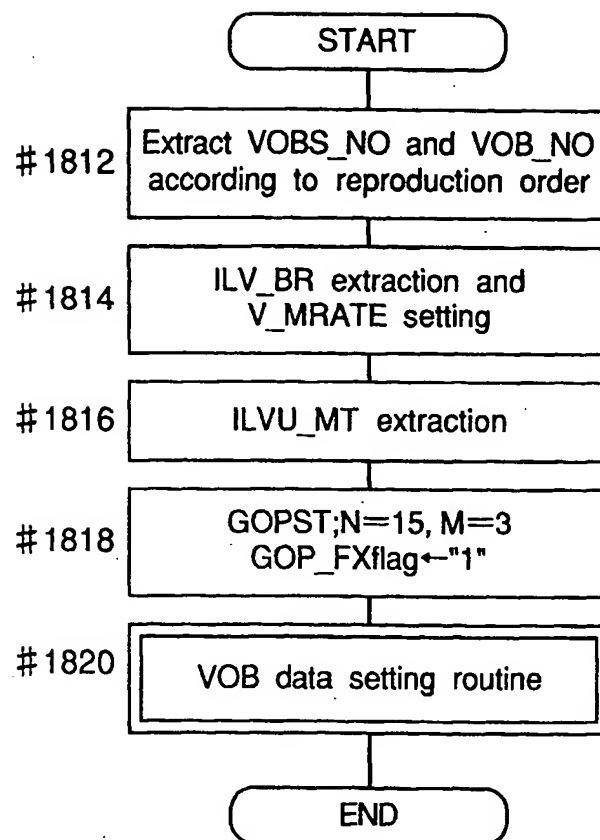 START
#1812
Extract VOBS_NO and VOB_NO
according to reproduction order
#1814
ILV_BR extraction and
V_MRATE setting
#1816
ILVU_MT extraction
#1818
GOPST;N=15, M=3
GOP_FXflag←"1"
#1820
VOB data setting routine
END